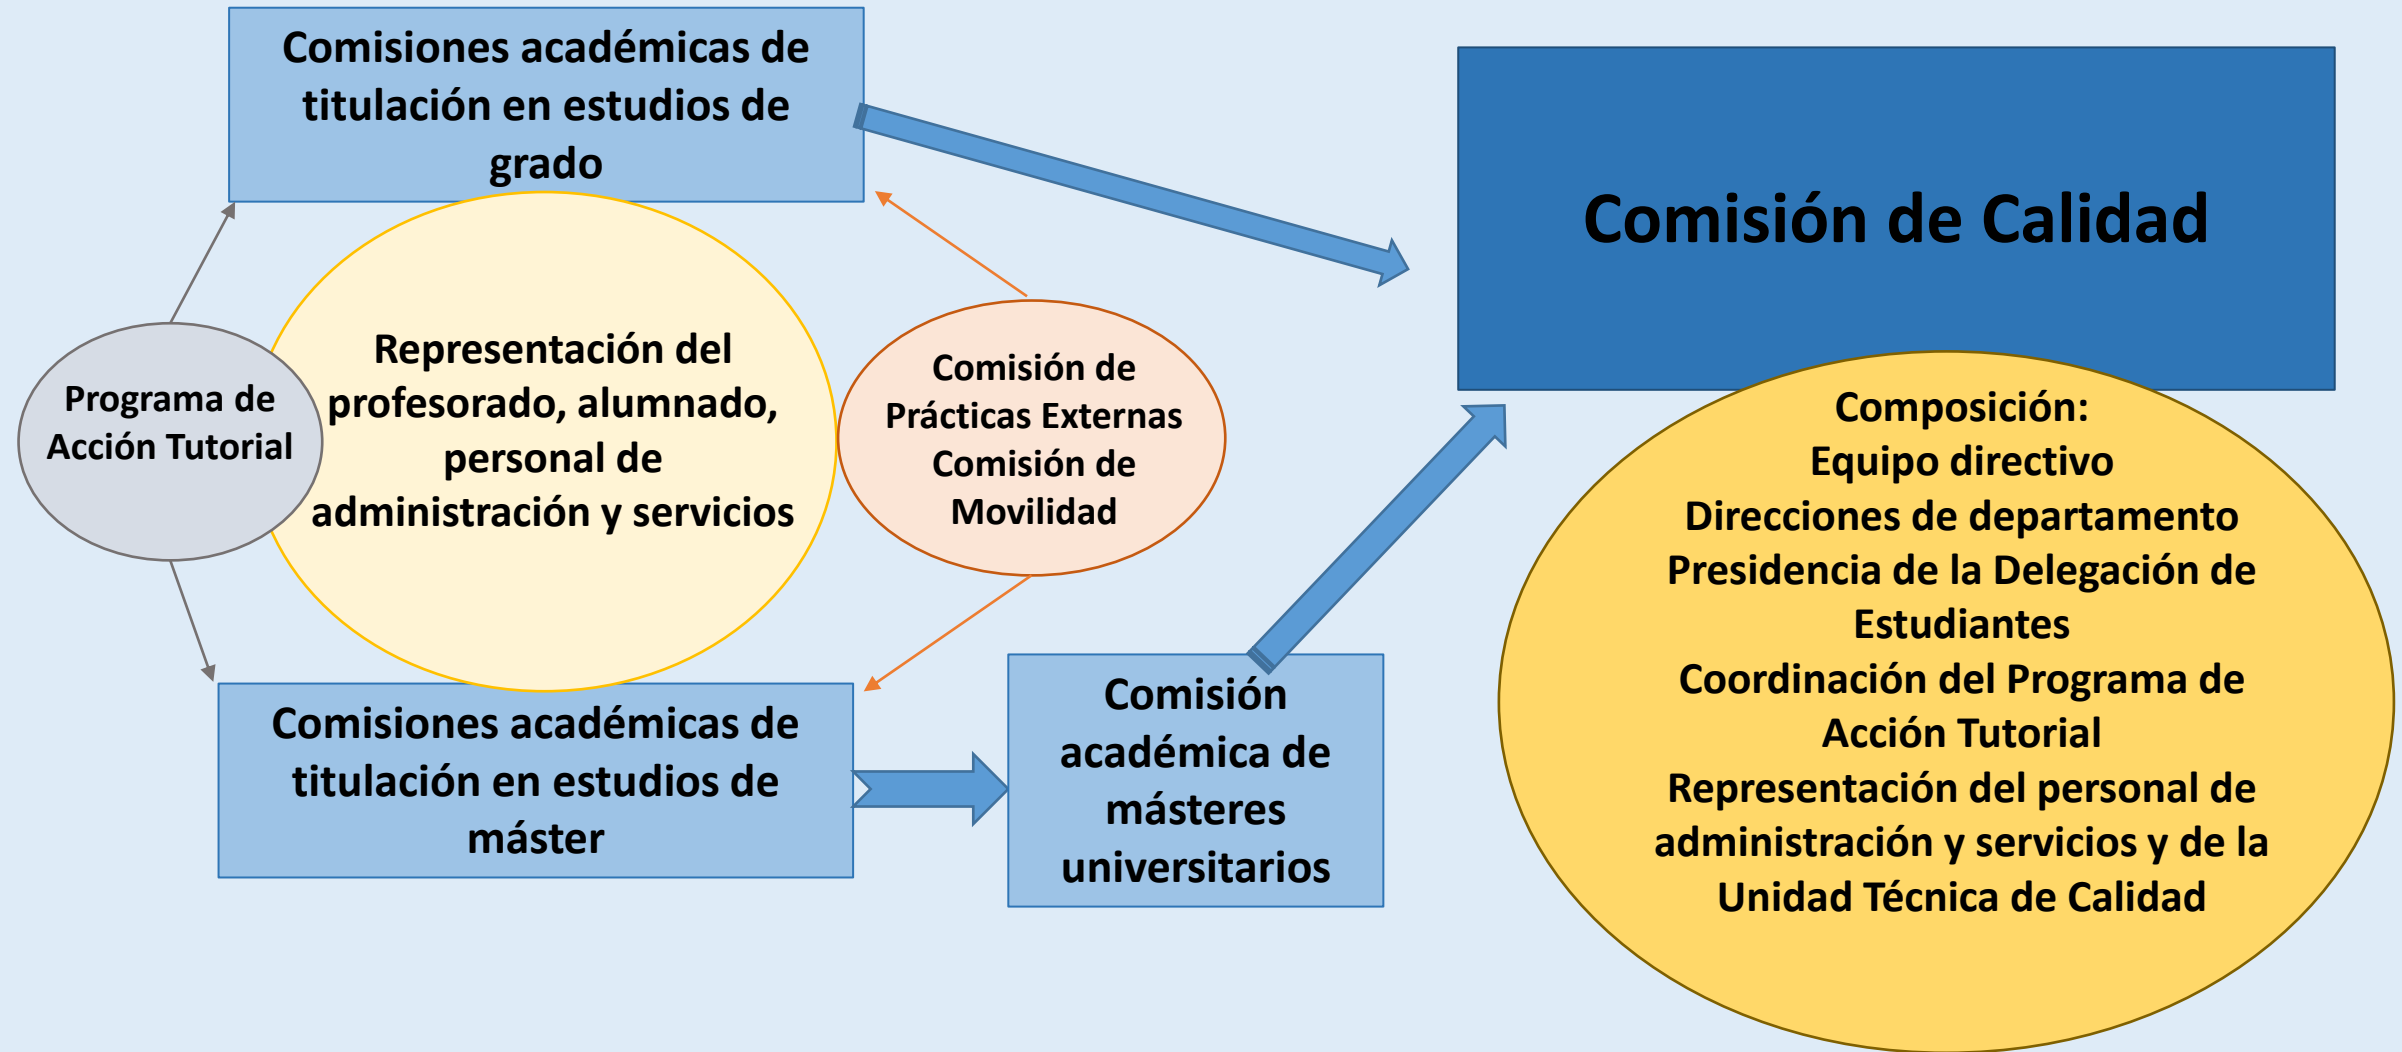 Comisiones académicas de
titulación en estudios de
grado
Comisión de Calidad
Programa de
Acción Tutorial
Representación del
profesorado, alumnado,
personal de
administración y servicios
Comisión de
Prácticas Externas
Comisión de
Movilidad
Composición:
Equipo directivo
Direcciones de departamento
Presidencia de la Delegación de
Estudiantes
Coordinación del Programa de
Acción Tutorial
Representación del personal de
administración y servicios y de la
Unidad Técnica de Calidad
Comisiones académicas de
titulación en estudios de
máster
Comisión
académica de
másteres
universitarios